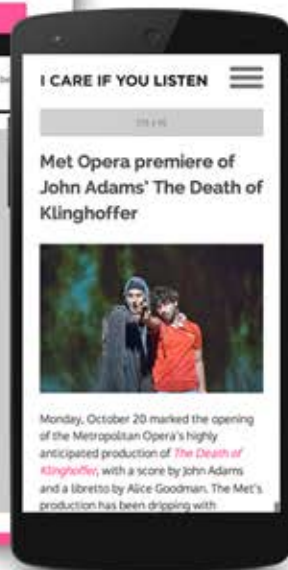 I CARE IF YOU LISTEN
Met Opera premiere of
John Adams' The Death of
Klinghoffer
Monday, October 20 marked the opening
of the Metropolitan Opera's highly
anticipated production of The Death of
Klinghoffer, with a score by John Adams
and a libretto by Alice Goodman. The Met's
production has been dripping with